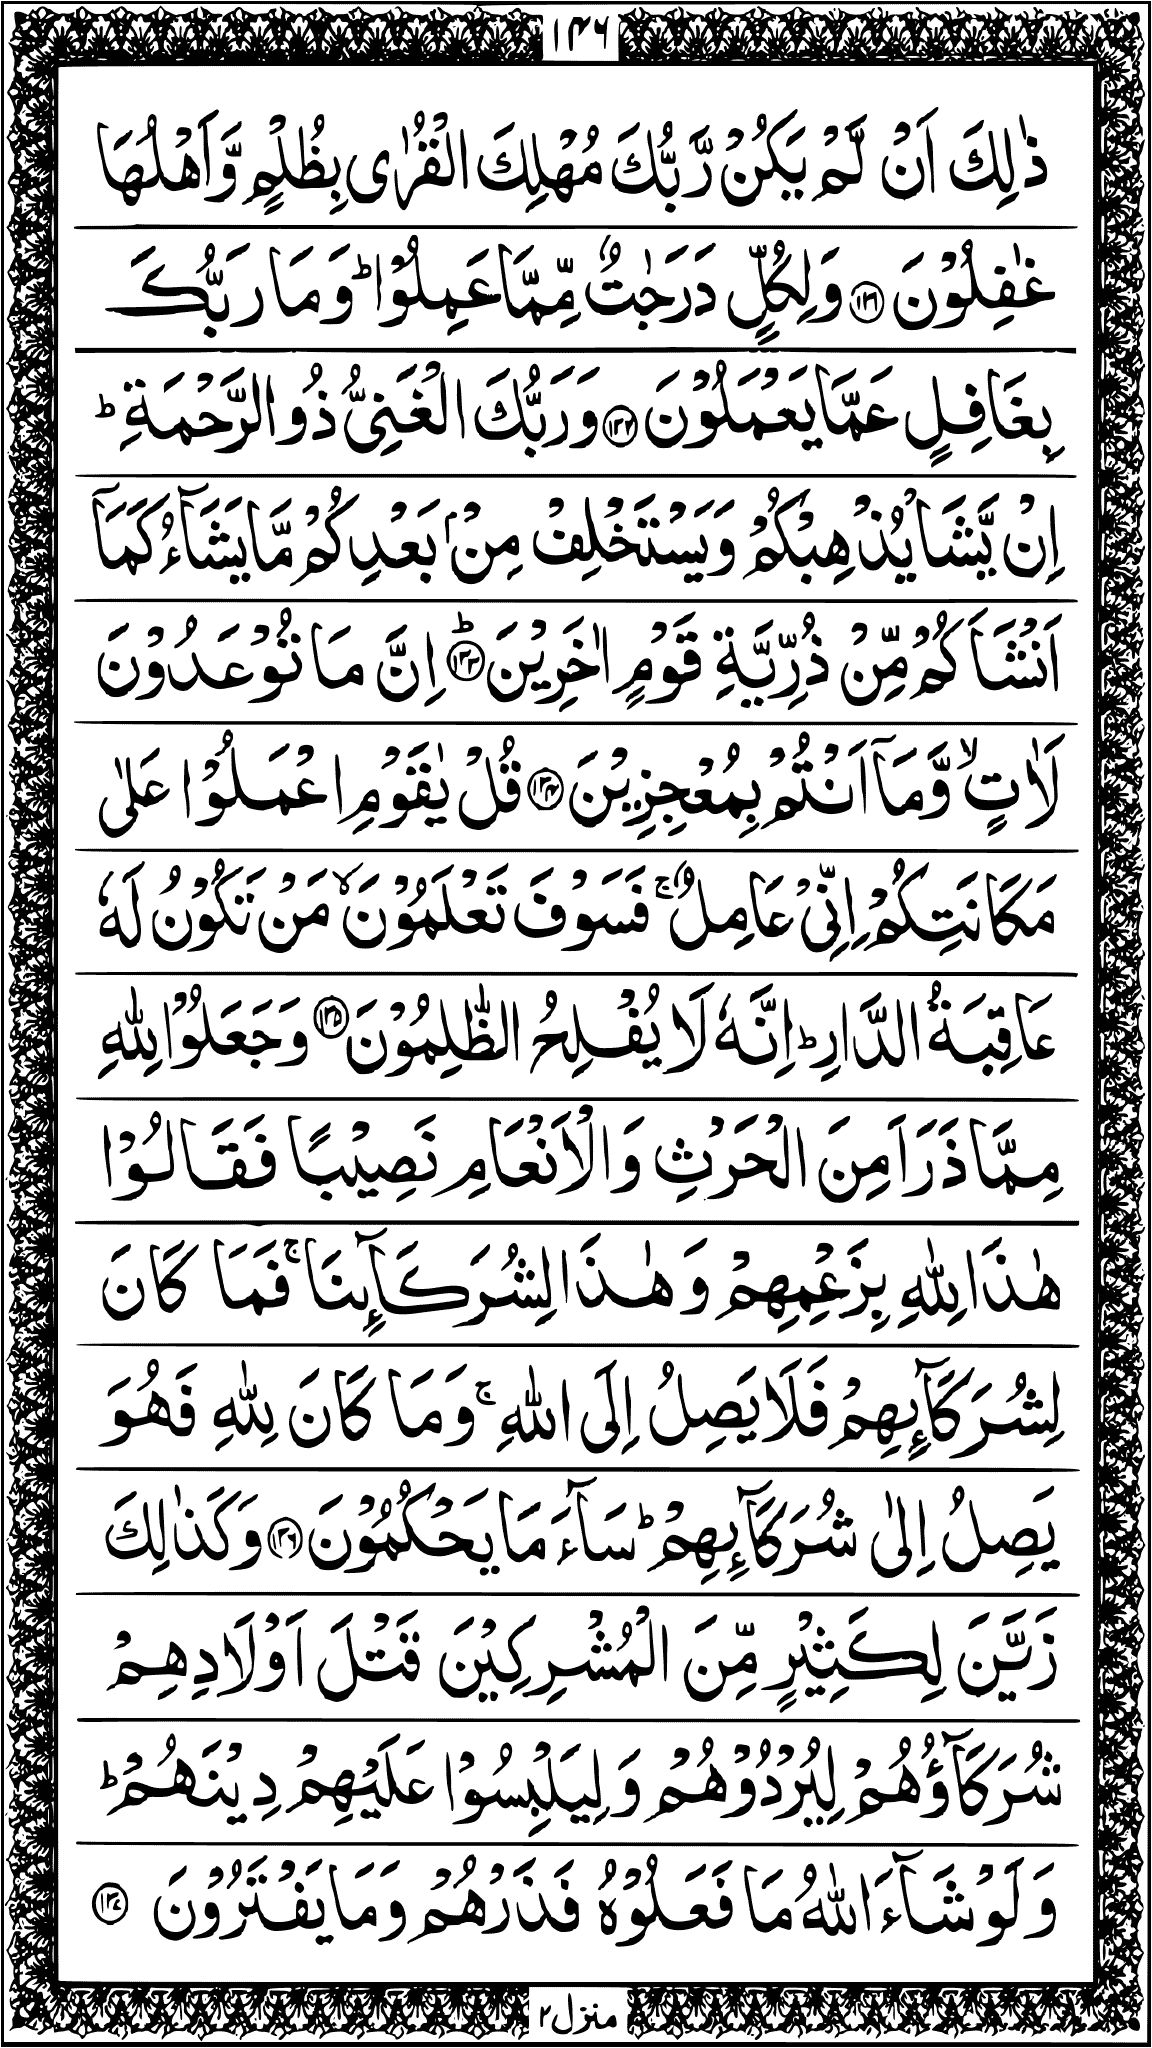 ١٣٦
ذٰلِكَ اَنْ لَّمْ يَكُنْ رَّبُّكَ مُهْلِكَ الْقُرٰى بِظُلْمٍ وَّاَهْلُهَا
غٰفِلُوْنَ ﴿١٣١﴾ وَلِكُلٍّ دَرَجٰتٌ مِّمَّا عَمِلُوْا ؕ وَمَا رَبُّكَ
بِغَافِلٍ عَمَّا يَعْمَلُوْنَ ﴿١٣٢﴾ وَرَبُّكَ الْغَنِىُّ ذُو الرَّحْمَةِ ؕ
اِنْ يَّشَاْ يُذْهِبْكُمْ وَيَسْتَخْلِفْ مِنْۢ بَعْدِكُمْ مَّا يَشَآءُ كَمَاۤ
اَنْشَاَكُمْ مِّنْ ذُرِّيَّةِ قَوْمٍ اٰخَرِيْنَ ؕ ﴿١٣٣﴾ اِنَّ مَا تُوْعَدُوْنَ
لَاٰتٍ ۙ وَّمَاۤ اَنْتُمْ بِمُعْجِزِيْنَ ﴿١٣٤﴾ قُلْ يٰقَوْمِ اعْمَلُوْا عَلٰى
مَكَانَتِكُمْ اِنِّىْ عَامِلٌ ۚ فَسَوْفَ تَعْلَمُوْنَ ۙ مَنْ تَكُوْنُ لَهٗ
عَاقِبَةُ الدَّارِ ؕ اِنَّهٗ لَا يُفْلِحُ الظّٰلِمُوْنَ ﴿١٣٥﴾ وَجَعَلُوْا لِلّٰهِ
مِمَّا ذَرَاَ مِنَ الْحَرْثِ وَالْاَنْعَامِ نَصِيْبًا فَقَالُوْا
هٰذَا لِلّٰهِ بِزَعْمِهِمْ وَهٰذَا لِشُرَكَآئِنَا ۚ فَمَا كَانَ
لِشُرَكَآئِهِمْ فَلَا يَصِلُ اِلَى اللّٰهِ ۚ وَمَا كَانَ لِلّٰهِ فَهُوَ
يَصِلُ اِلٰى شُرَكَآئِهِمْ ؕ سَآءَ مَا يَحْكُمُوْنَ ﴿١٣٦﴾ وَكَذٰلِكَ
زَيَّنَ لِكَثِيْرٍ مِّنَ الْمُشْرِكِيْنَ قَتْلَ اَوْلَادِهِمْ
شُرَكَآؤُهُمْ لِيُرْدُوْهُمْ وَلِيَلْبِسُوْا عَلَيْهِمْ دِيْنَهُمْ ؕ
وَلَوْ شَآءَ اللّٰهُ مَا فَعَلُوْهُ فَذَرْهُمْ وَمَا يَفْتَرُوْنَ ﴿١٣٧﴾
منزل ٢